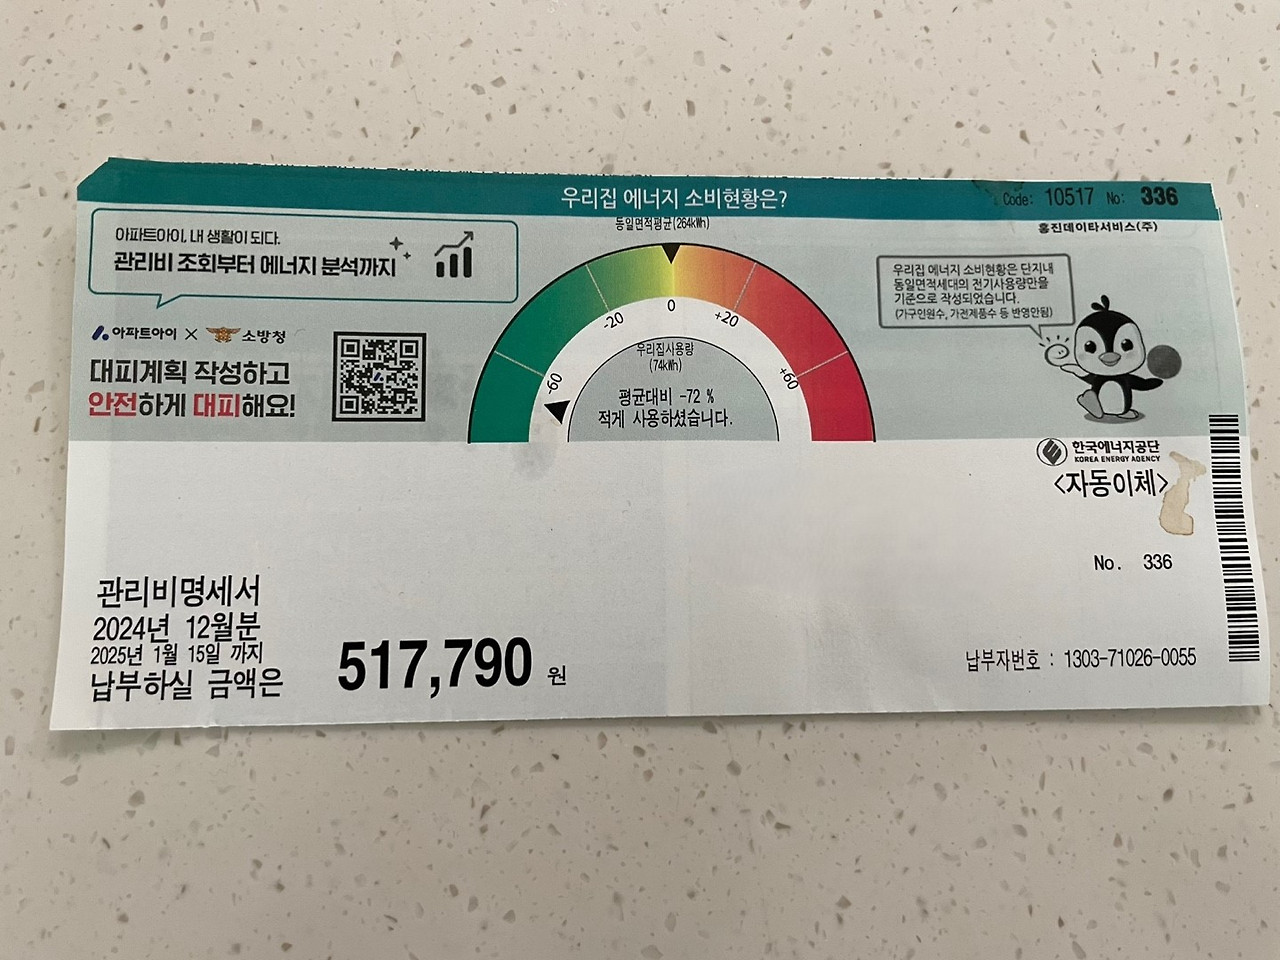 우리집 에너지 소비현황은?
Code: 10517 No: 336
홍진데이타서비스(주)
아파트아이, 내 생활이 되다.
관리비 조회부터 에너지 분석까지
아파트아이 × 소방청
대피계획 작성하고
안전하게 대피해요!
동일면적평균(264kWh)
-60
-20
0
+20
+60
우리집사용량
(74kWh)
평균대비 -72 %
적게 사용하셨습니다.
우리집 에너지 소비현황은 단지내
동일면적세대의 전기사용량만을
기준으로 작성되었습니다.
(가구인원수, 가전제품수 등 반영안됨)
한국에너지공단
KOREA ENERGY AGENCY
<자동이체>
No. 336
관리비명세서
2024년 12월분
2025년 1월 15일 까지
납부하실 금액은 517,790 원
납부자번호 : 1303-71026-0055